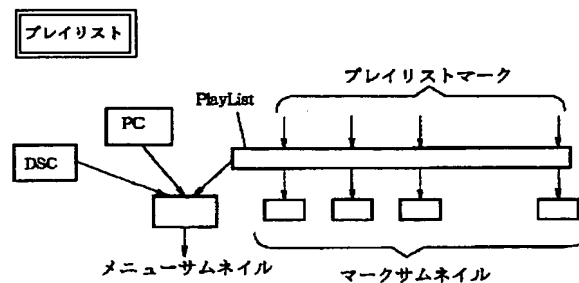 プレイリスト
プレイリストマーク
PlayList
PC
DSC
メニューサムネイル
マークサムネイル